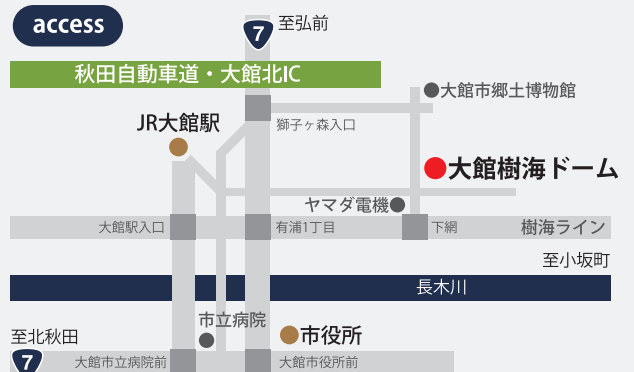 access
7
至弘前
秋田自動車道・大館北IC
大館市郷土博物館
JR大館駅
獅子ヶ森入口
大館樹海ドーム
ヤマダ電機
大館駅入口
有浦1丁目
下綱
樹海ライン
至小坂町
長木川
市立病院
市役所
至北秋田
7
大館市立病院前
大館市役所前